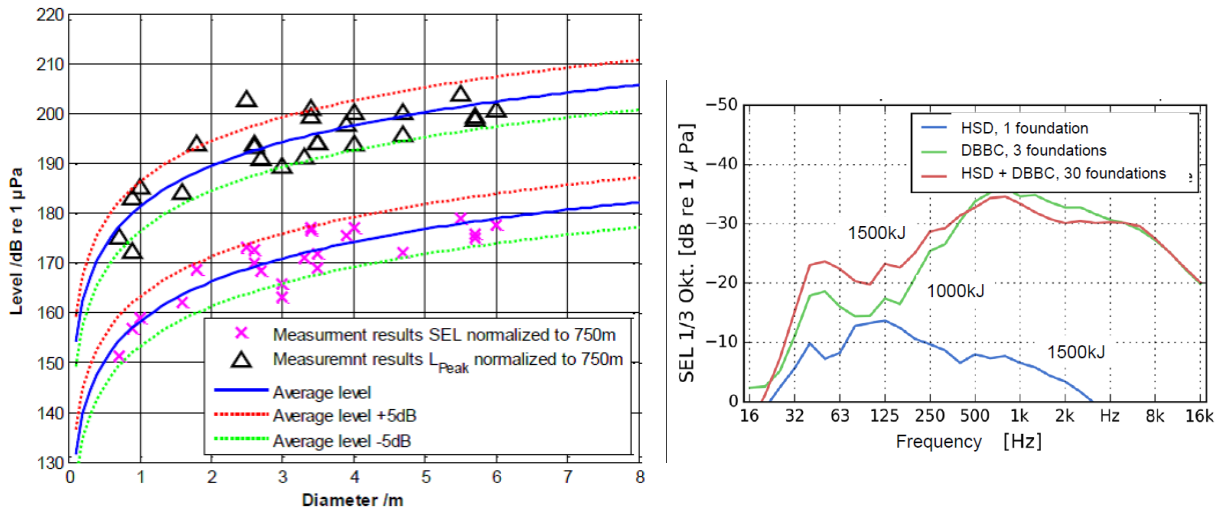 220
210
200
190
180
170
160
150
140
130
Level /dB re 1 µPa
0 1 2 3 4 5 6 7 8
Diameter /m
Measurment results SEL normalized to 750m
Measuremnt results L_Peak normalized to 750m
Average level
Average level +5dB
Average level -5dB
−50
−40
−30
−20
−10
0
SEL 1/3 Okt. [dB re 1 µ Pa]
HSD, 1 foundation
DBBC, 3 foundations
HSD + DBBC, 30 foundations
1500kJ
1000kJ
1500kJ
16 32 63 125 250 500 1k 2k Hz 8k 16k
Frequency [Hz]